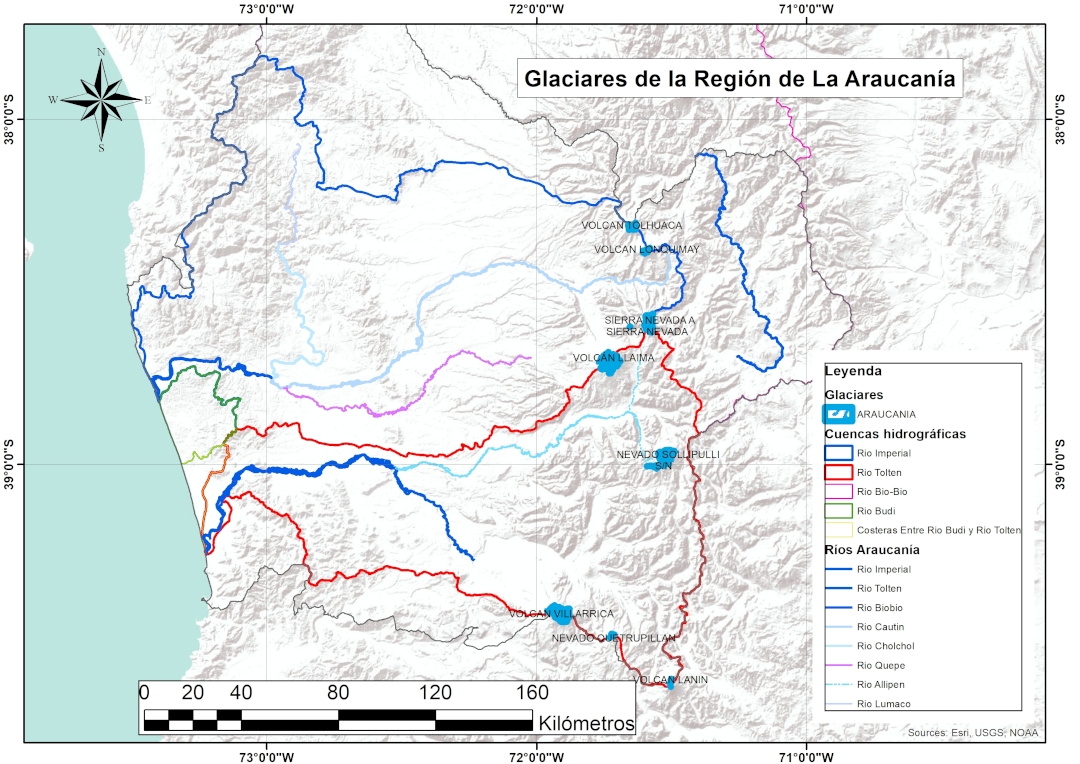 73°0'0"W 72°0'0"W 71°0'0"W
N
W E
S
Glaciares de la Región de La Araucanía
38°0'0"S 38°0'0"S
VOLCAN TOLHUACA
VOLCAN LONQUIMAY
SIERRA NEVADA A
SIERRA NEVADA
VOLCAN LLAIMA
NEVADO SOLLIPULLI
S/N
39°0'0"S 39°0'0"S
VOLCAN VILLARRICA
NEVADO QUETRUPILLAN
VOLCAN LANIN
Leyenda
Glaciares
ARAUCANIA
Cuencas hidrográficas
Rio Imperial
Rio Tolten
Rio Bio-Bio
Rio Budi
Costeras Entre Rio Budi y Rio Tolten
Ríos Araucanía
Rio Imperial
Rio Tolten
Rio Biobio
Rio Cautin
Rio Cholchol
Rio Quepe
Rio Allipen
Rio Lumaco
0 20 40 80 120 160
Kilómetros
Sources: Esri, USGS, NOAA
73°0'0"W 72°0'0"W 71°0'0"W